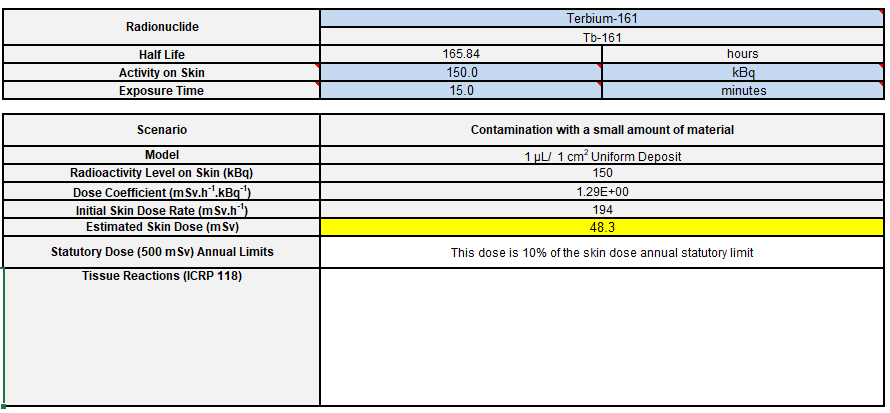 Radionuclide Terbium-161
Tb-161
Half Life 165.84 hours
Activity on Skin 150.0 kBq
Exposure Time 15.0 minutes
Scenario Contamination with a small amount of material
Model 1 µL/ 1 cm² Uniform Deposit
Radioactivity Level on Skin (kBq) 150
Dose Coefficient (mSv.h⁻¹.kBq⁻¹) 1.29E+00
Initial Skin Dose Rate (mSv.h⁻¹) 194
Estimated Skin Dose (mSv) 48.3
Statutory Dose (500 mSv) Annual Limits This dose is 10% of the skin dose annual statutory limit
Tissue Reactions (ICRP 118)